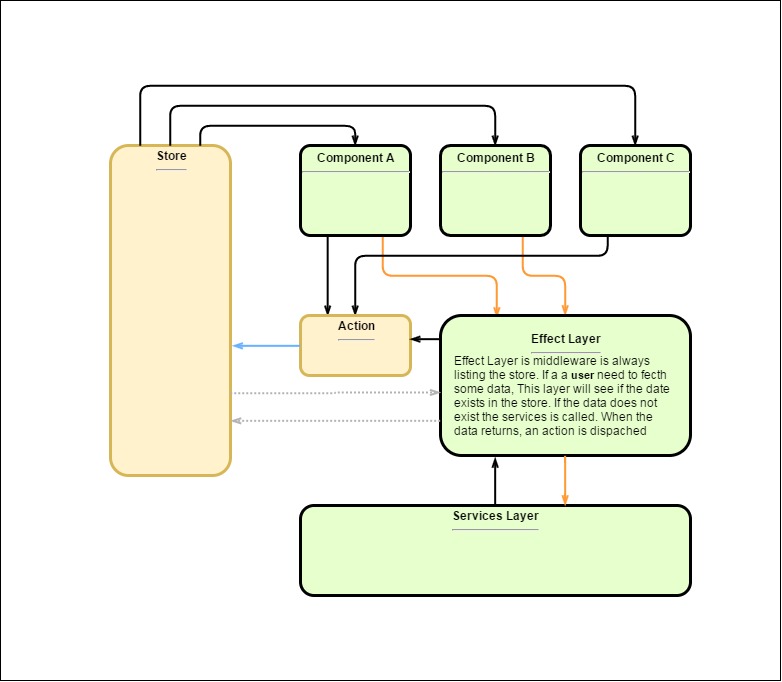 Store
Component A
Component B
Component C
Action
Effect Layer
Effect Layer is middleware is always
listing the store. If a a user need to fecth
some data, This layer will see if the date
exists in the store. If the data does not
exist the services is called. When the
data returns, an action is dispached
Services Layer